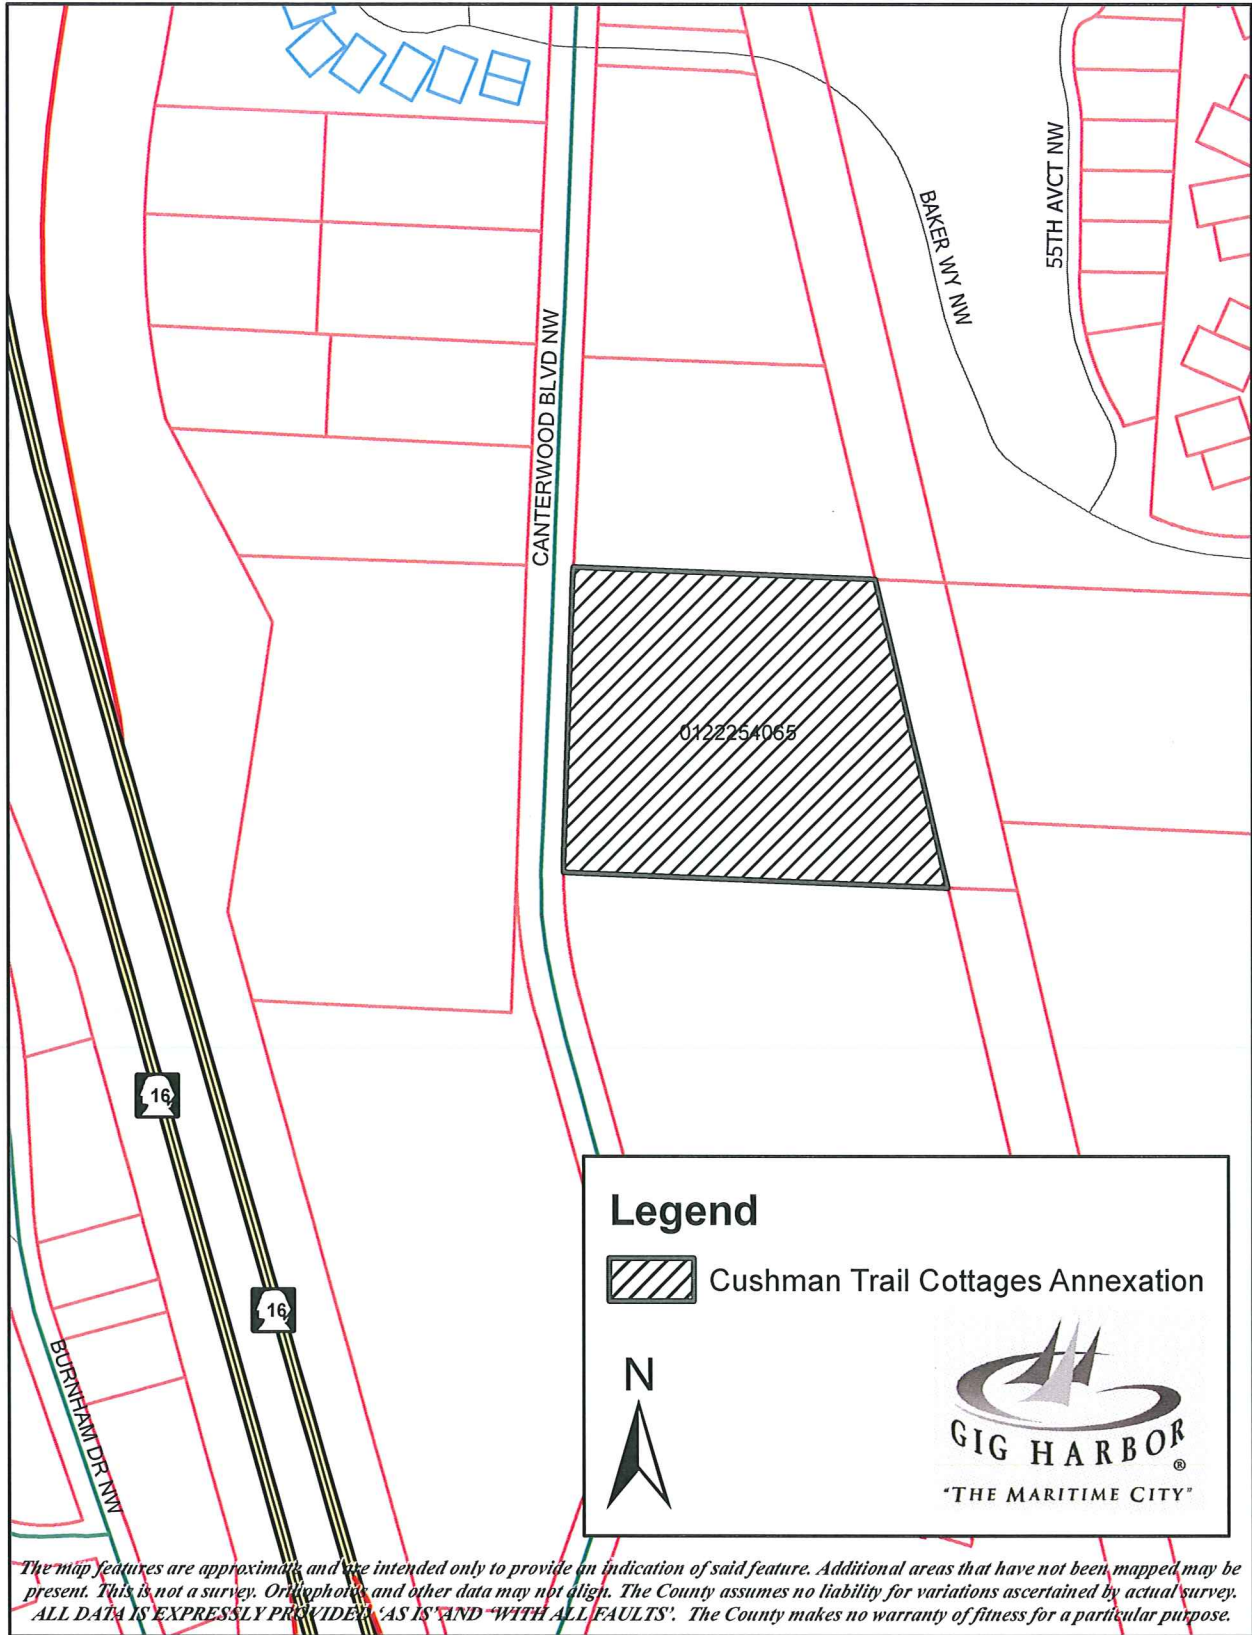 BAKER WY NW
55TH AVCT NW
CANTERWOOD BLVD NW
0122254065
16
16
BURNHAM DR NW
Legend
Cushman Trail Cottages Annexation
N
GIG HARBOR®
"THE MARITIME CITY"
The map features are approximate and are intended only to provide an indication of said feature. Additional areas that have not been mapped may be
present. This is not a survey. Orthophotos and other data may not align. The County assumes no liability for variations ascertained by actual survey.
ALL DATA IS EXPRESSLY PROVIDED 'AS IS' AND 'WITH ALL FAULTS'. The County makes no warranty of fitness for a particular purpose.